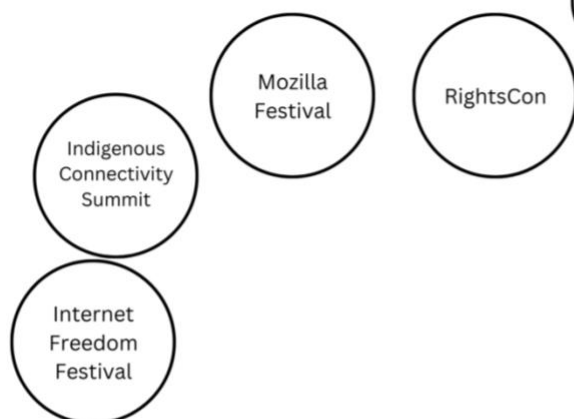 Mozilla
Festival
RightsCon
Indigenous
Connectivity
Summit
Internet
Freedom
Festival